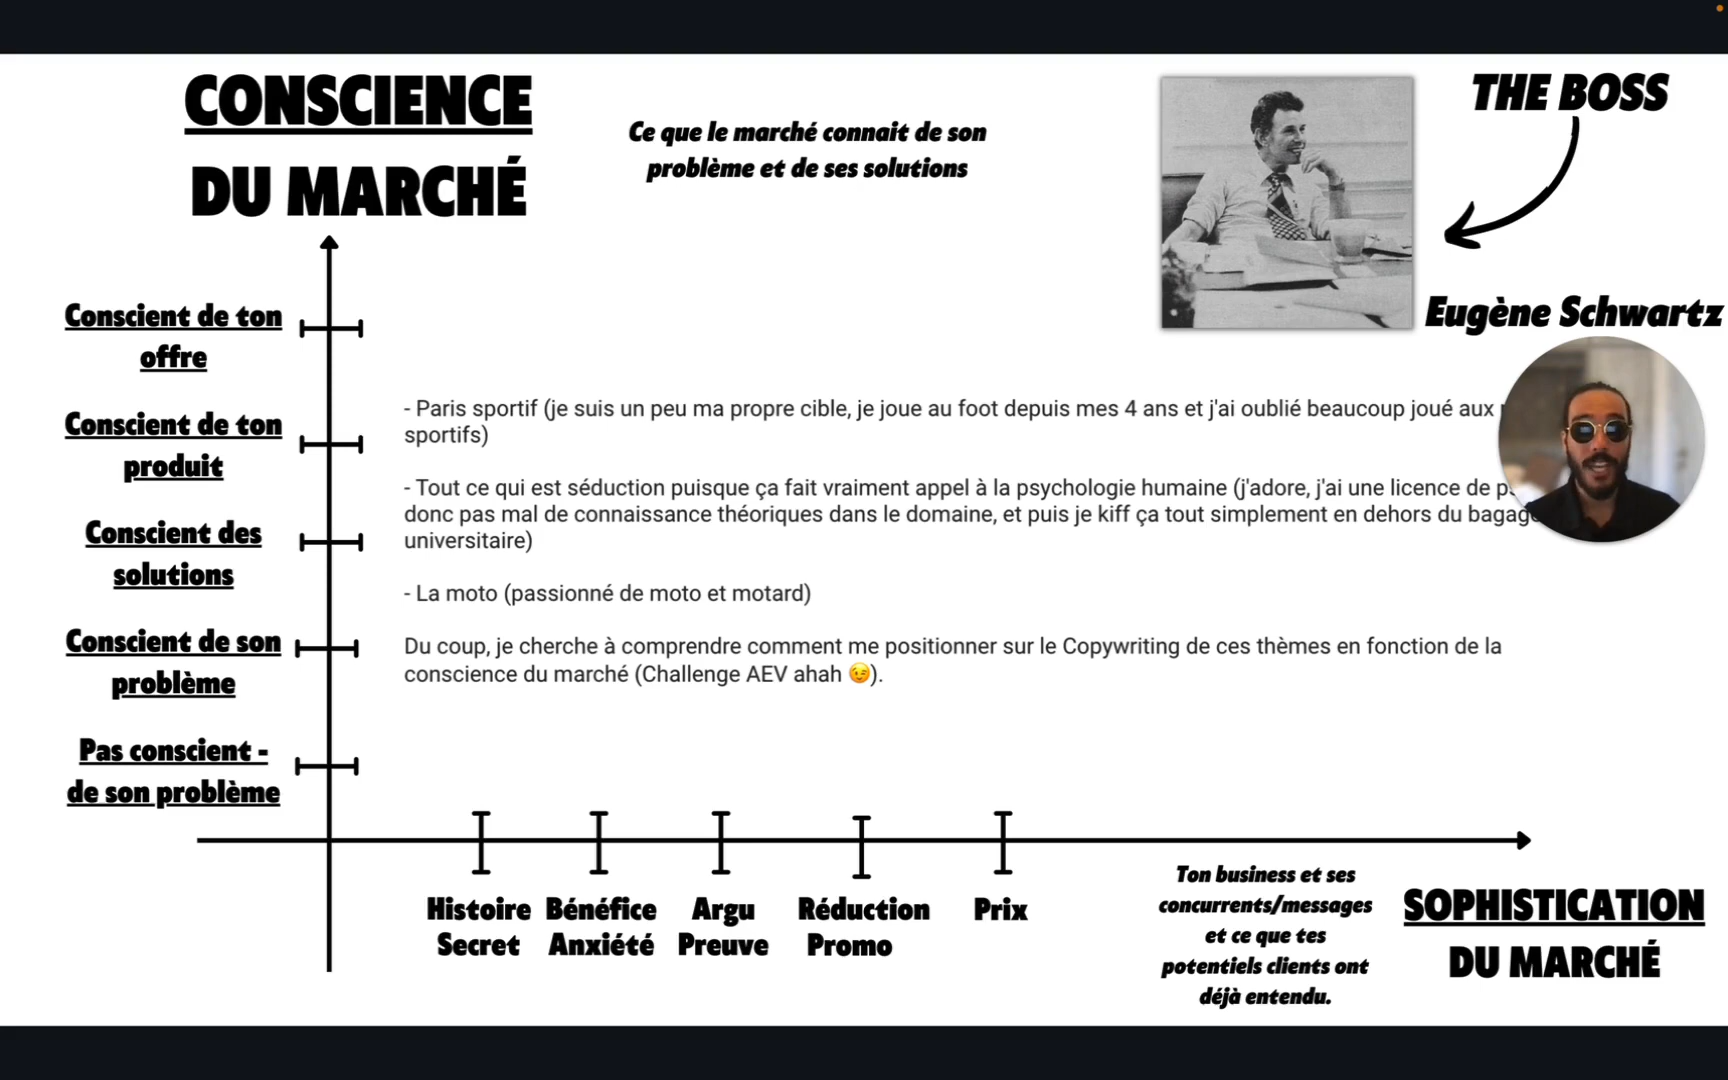 CONSCIENCE
DU MARCHÉ
Ce que le marché connait de son
problème et de ses solutions
THE BOSS
Eugène Schwartz
Conscient de ton
offre
Conscient de ton
produit
Conscient des
solutions
Conscient de son
problème
Pas conscient -
de son problème
- Paris sportif (je suis un peu ma propre cible, je joue au foot depuis mes 4 ans et j'ai oublié beaucoup joué aux
sportifs)
- Tout ce qui est séduction puisque ça fait vraiment appel à la psychologie humaine (j'adore, j'ai une licence de
donc pas mal de connaissance théoriques dans le domaine, et puis je kiff ça tout simplement en dehors du bagage
universitaire)
- La moto (passionné de moto et motard)
Du coup, je cherche à comprendre comment me positionner sur le Copywriting de ces thèmes en fonction de la
conscience du marché (Challenge AEV ahah 😉).
Histoire
Secret
Bénéfice
Anxiété
Argu
Preuve
Réduction
Promo
Prix
Ton business et ses
concurrents/messages
et ce que tes
potentiels clients ont
déjà entendu.
SOPHISTICATION
DU MARCHÉ